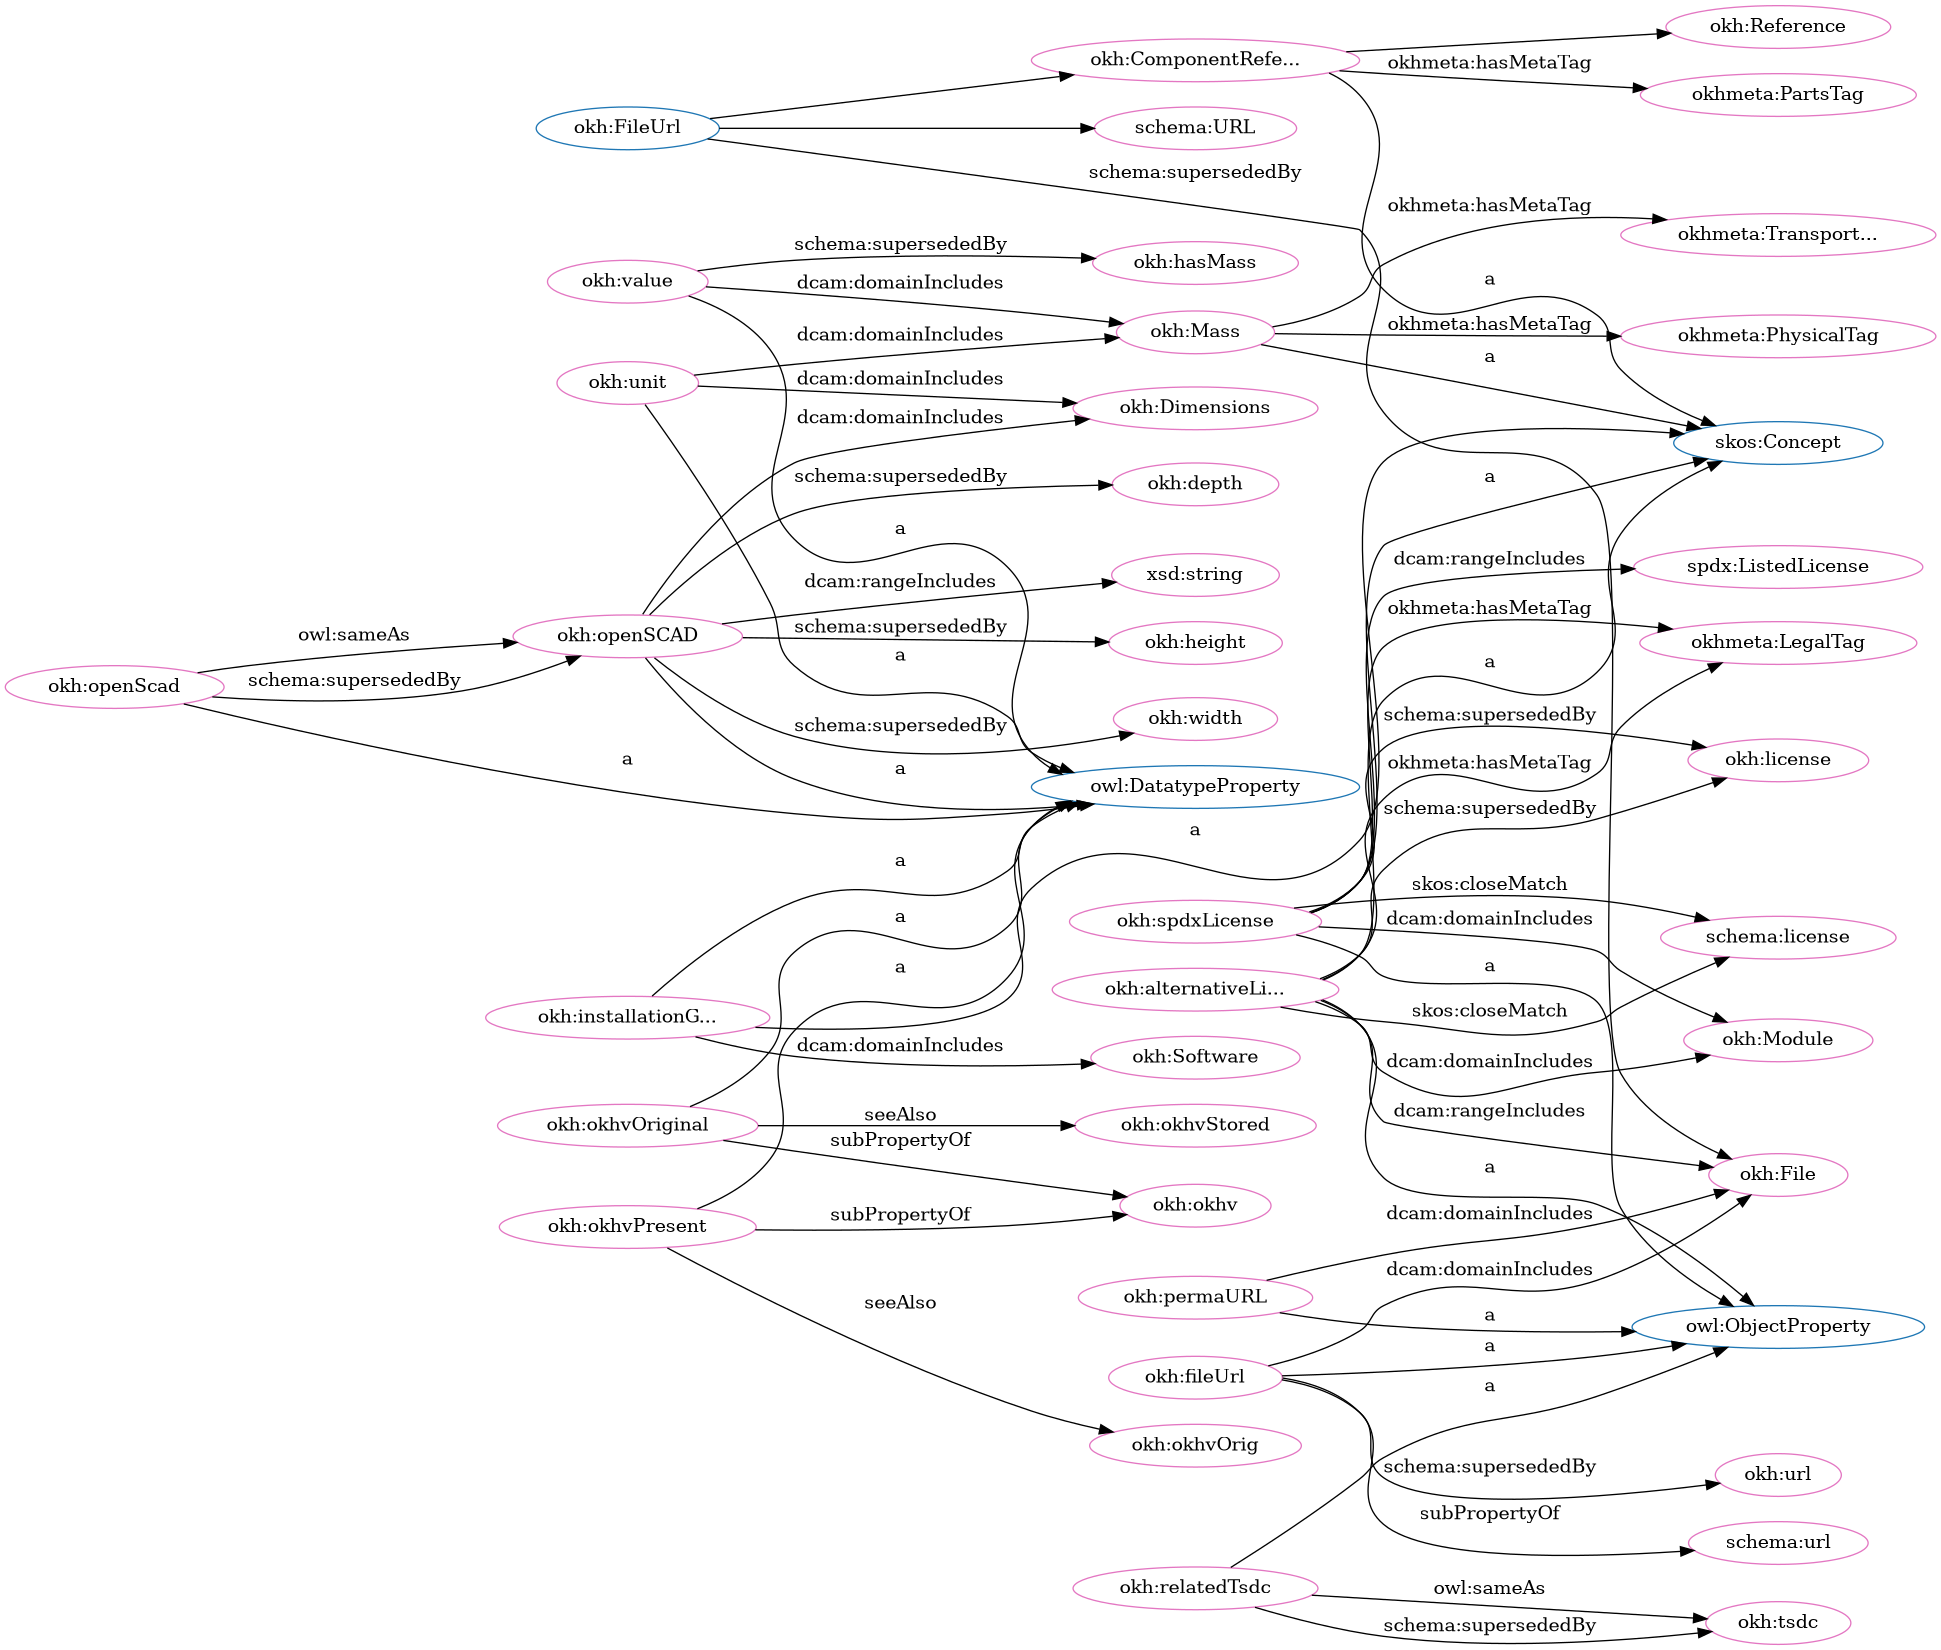 okh:Reference
okh:ComponentRefe...
okhmeta:hasMetaTag
okhmeta:PartsTag
okh:FileUrl
schema:URL
schema:supersededBy
okhmeta:hasMetaTag
okhmeta:Transport...
schema:supersededBy
okh:hasMass
okh:value
dcam:domainIncludes
a
okh:Mass
okhmeta:hasMetaTag
okhmeta:PhysicalTag
dcam:domainIncludes
a
okh:unit
dcam:domainIncludes
okh:Dimensions
dcam:domainIncludes
skos:Concept
schema:supersededBy
okh:depth
a
a
dcam:rangeIncludes
spdx:ListedLicense
xsd:string
dcam:rangeIncludes
okhmeta:hasMetaTag
owl:sameAs
okh:openSCAD
schema:supersededBy
okh:height
okhmeta:LegalTag
a
a
okh:openScad
schema:supersededBy
okh:width
schema:supersededBy
schema:supersededBy
a
a
okh:license
okhmeta:hasMetaTag
owl:DatatypeProperty
schema:supersededBy
a
a
skos:closeMatch
a
okh:spdxLicense
dcam:domainIncludes
schema:license
a
a
okh:alternativeLi...
okh:installationG...
skos:closeMatch
okh:Module
dcam:domainIncludes
okh:Software
dcam:domainIncludes
seeAlso
dcam:rangeIncludes
okh:okhvOriginal
okh:okhvStored
subPropertyOf
a
okh:File
okh:okhv
subPropertyOf
dcam:domainIncludes
okh:okhvPresent
dcam:domainIncludes
okh:permaURL
seeAlso
a
owl:ObjectProperty
a
okh:fileUrl
a
okh:okhvOrig
schema:supersededBy
okh:url
subPropertyOf
schema:url
okh:relatedTsdc
owl:sameAs
schema:supersededBy
okh:tsdc